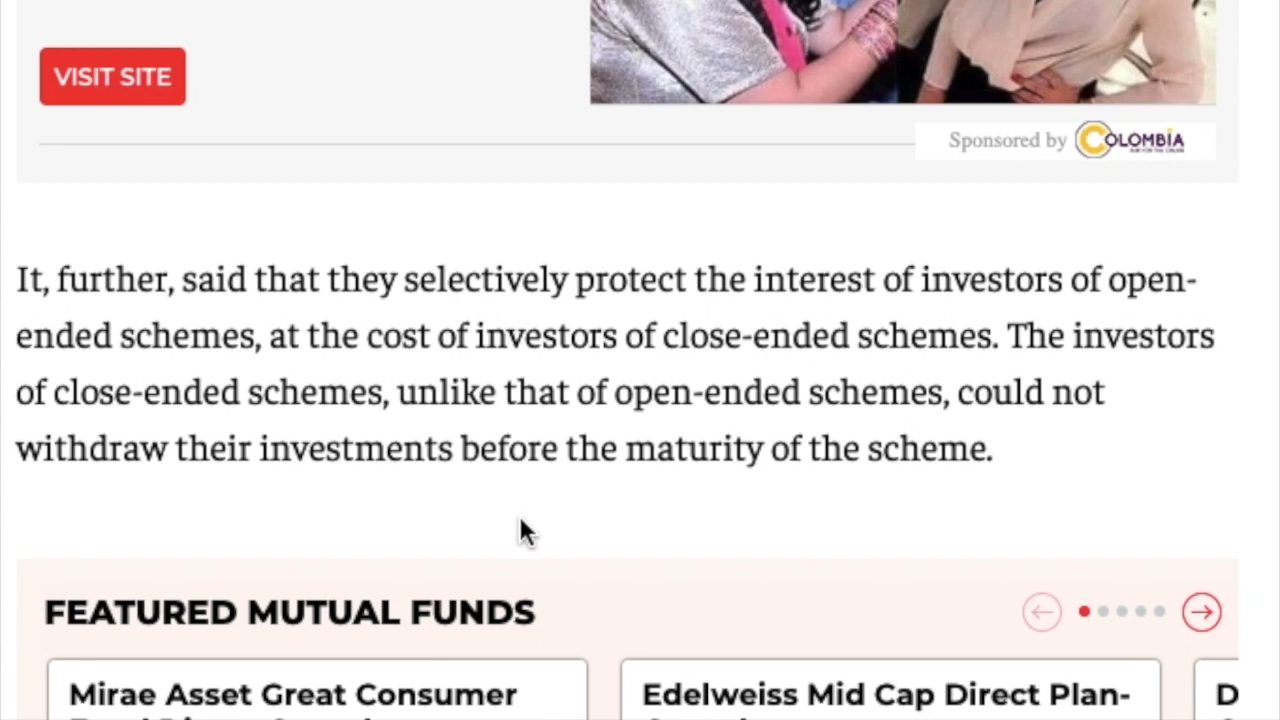 VISIT SITE
Sponsored by COLOMBIA
It, further, said that they selectively protect the interest of investors of open-
ended schemes, at the cost of investors of close-ended schemes. The investors
of close-ended schemes, unlike that of open-ended schemes, could not
withdraw their investments before the maturity of the scheme.
FEATURED MUTUAL FUNDS
Mirae Asset Great Consumer
Edelweiss Mid Cap Direct Plan-
D